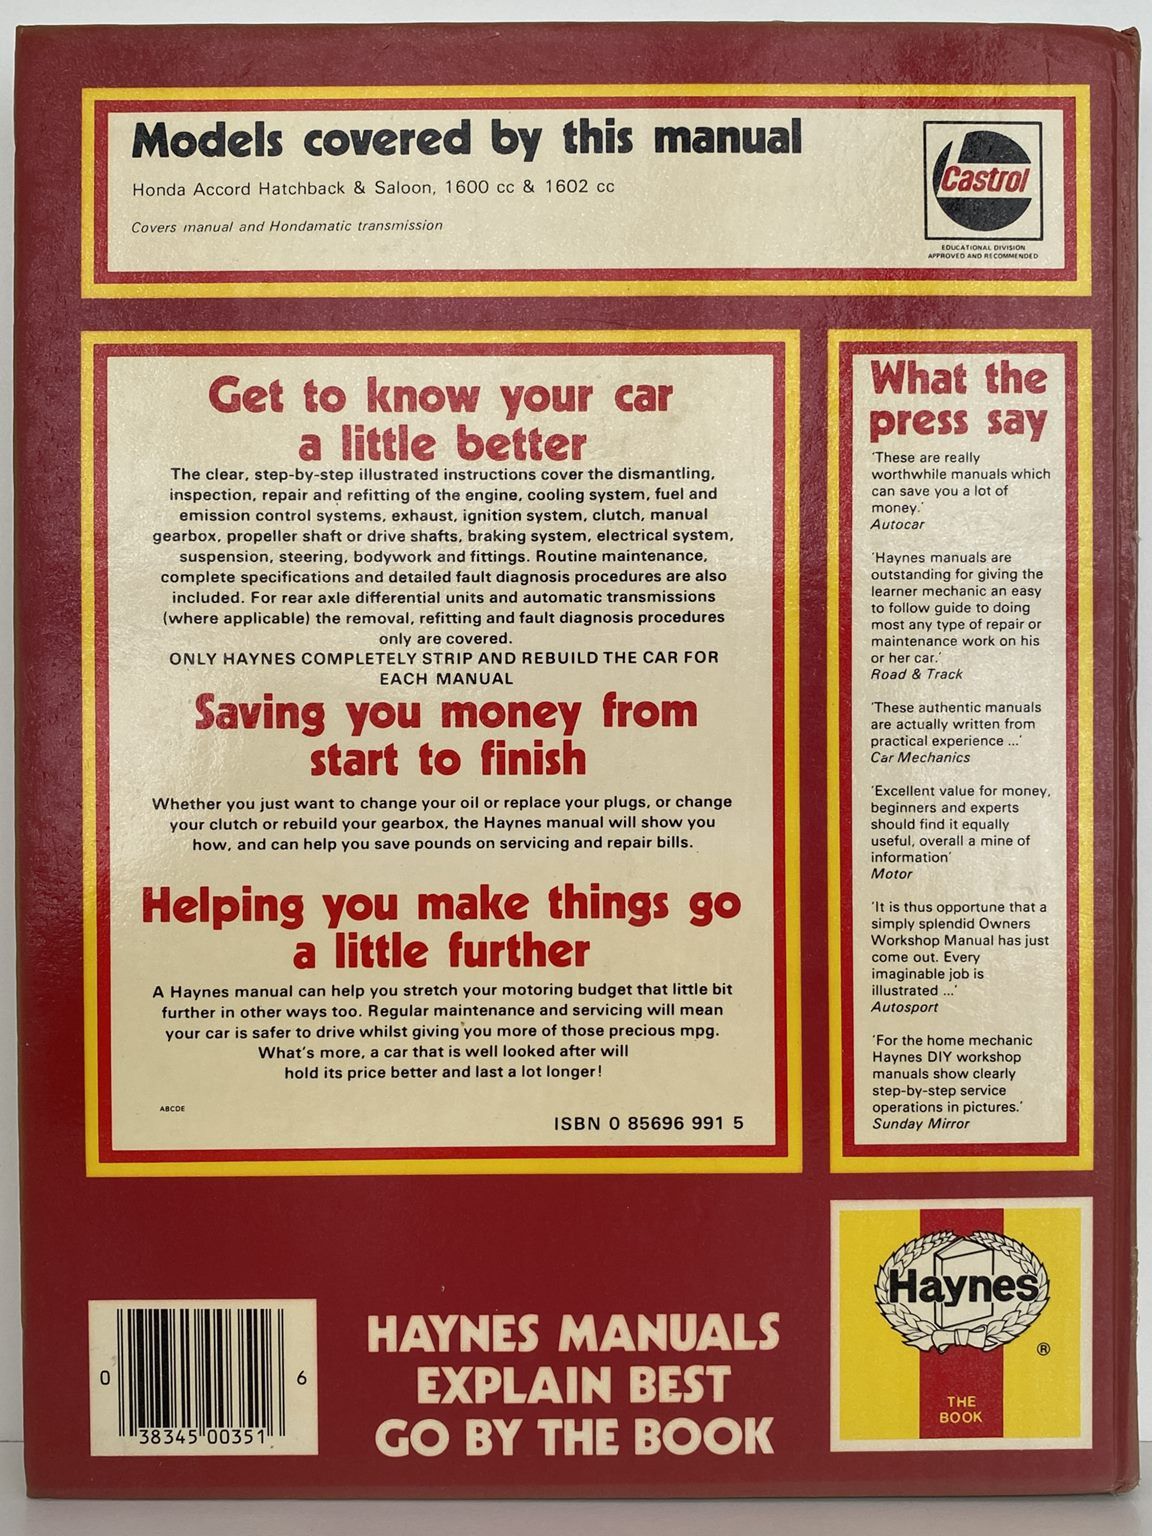 Models covered by this manual
Honda Accord Hatchback & Saloon, 1600 cc & 1602 cc
Covers manual and Hondamatic transmission
Castrol
EDUCATIONAL DIVISION
APPROVED AND RECOMMENDED
Get to know your car
a little better
The clear, step-by-step illustrated instructions cover the dismantling,
inspection, repair and refitting of the engine, cooling system, fuel and
emission control systems, exhaust, ignition system, clutch, manual
gearbox, propeller shaft or drive shafts, braking system, electrical system,
suspension, steering, bodywork and fittings. Routine maintenance,
complete specifications and detailed fault diagnosis procedures are also
included. For rear axle differential units and automatic transmissions
(where applicable) the removal, refitting and fault diagnosis procedures
only are covered.
ONLY HAYNES COMPLETELY STRIP AND REBUILD THE CAR FOR
EACH MANUAL
Saving you money from
start to finish
Whether you just want to change your oil or replace your plugs, or change
your clutch or rebuild your gearbox, the Haynes manual will show you
how, and can help you save pounds on servicing and repair bills.
Helping you make things go
a little further
A Haynes manual can help you stretch your motoring budget that little bit
further in other ways too. Regular maintenance and servicing will mean
your car is safer to drive whilst giving you more of those precious mpg.
What's more, a car that is well looked after will
hold its price better and last a lot longer!
ABCDE
ISBN 0 85696 991 5
What the
press say
'These are really
worthwhile manuals which
can save you a lot of
money.'
Autocar
'Haynes manuals are
outstanding for giving the
learner mechanic an easy
to follow guide to doing
most any type of repair or
maintenance work on his
or her car.'
Road & Track
'These authentic manuals
are actually written from
practical experience ...'
Car Mechanics
'Excellent value for money,
beginners and experts
should find it equally
useful, overall a mine of
information'
Motor
'It is thus opportune that a
simply splendid Owners
Workshop Manual has just
come out. Every
imaginable job is
illustrated ...'
Autosport
'For the home mechanic
Haynes DIY workshop
manuals show clearly
step-by-step service
operations in pictures.'
Sunday Mirror
0 38345 00351 6
HAYNES MANUALS
EXPLAIN BEST
GO BY THE BOOK
Haynes
®
THE
BOOK